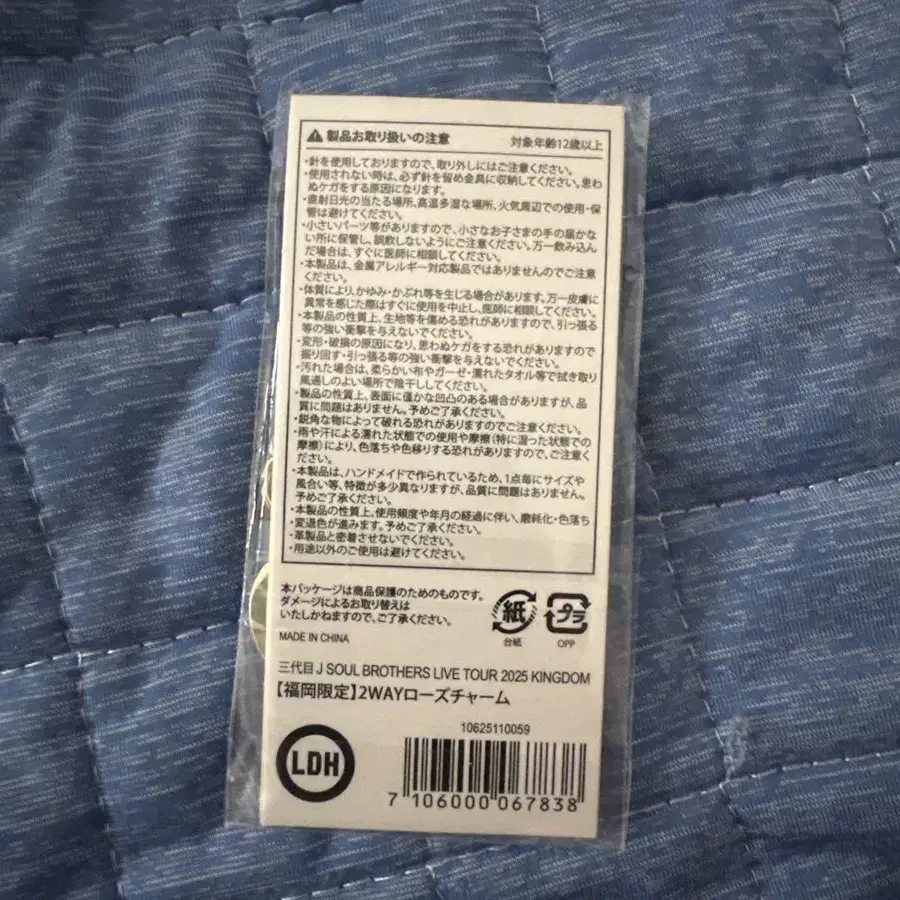 ⚠製品お取り扱いの注意 対象年齢12歳以上
・針を使用しておりますので、取り外しにはご注意ください。
・使用されない時は、必ず針を留め金具に収納してください。思わ
ぬケガをする原因になります。
・直射日光の当たる場所、高温多湿な場所、火気周辺での使用・保
管は避けてください。
・小さいパーツ等がありますので、小さなお子さまの手の届かな
い所に保管し、誤飲しないようにご注意ください。万一飲み込ん
だ場合は、すぐに医師に相談してください。
・本製品は、金属アレルギー対応製品ではありませんのでご注意
ください。
・体質により、かゆみ・かぶれ等を生じる場合があります。万一皮膚に
異常を感じた際はすぐに使用を中止し、医師に相談してください。
・本製品の性質上、生地等を傷める恐れがありますので、引っ張る
等の強い衝撃を与えないでください。
・変形・破損の原因になり、思わぬケガをする恐れがありますので
振り回す・引っ張る等の強い衝撃を与えないでください。
・汚れた場合は、柔らかい布やガーゼ・濡れたタオル等で拭き取り
風通しのよい場所で陰干ししてください。
・製品の性質上、表面に僅かな凹凸のある場合がありますが、品
質に問題はありません。予めご了承ください。
・鋭角な物によって破れる恐れがありますのでご注意ください。
・雨や汗による濡れた状態での使用や摩擦(特に湿った状態での
摩擦)により、色落ちや色移りする恐れがありますので、ご注意くだ
さい。
・本製品は、ハンドメイドで作られているため、1点毎にサイズや
風合い等、特徴が多少異なりますが、品質に問題はありません。
予めご了承ください。
・本製品の性質上、使用頻度や年月の経過に伴い、磨耗化・色落ち
・変退色が進みます。予めご了承ください。
・革製品と密着させないでください。
・用途以外のご使用は避けてください。
本パッケージは商品保護のためのものです。
ダメージによるお取り替えは
いたしかねますので、ご了承ください。
紙
台紙
プラ
OPP
MADE IN CHINA
三代目 J SOUL BROTHERS LIVE TOUR 2025 KINGDOM
【福岡限定】2WAYローズチャーム
10625110059
LDH
7 106000 067838